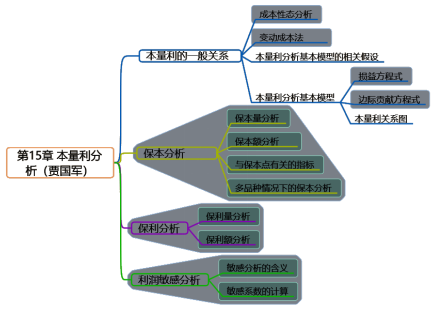 第15章 本量利分
析（贾国军）
本量利的一般关系
成本性态分析
变动成本法
本量利分析基本模型的相关假设
本量利分析基本模型
损益方程式
边际贡献方程式
本量利关系图
保本分析
保本量分析
保本额分析
与保本点有关的指标
多品种情况下的保本分析
保利分析
保利量分析
保利额分析
利润敏感分析
敏感分析的含义
敏感系数的计算